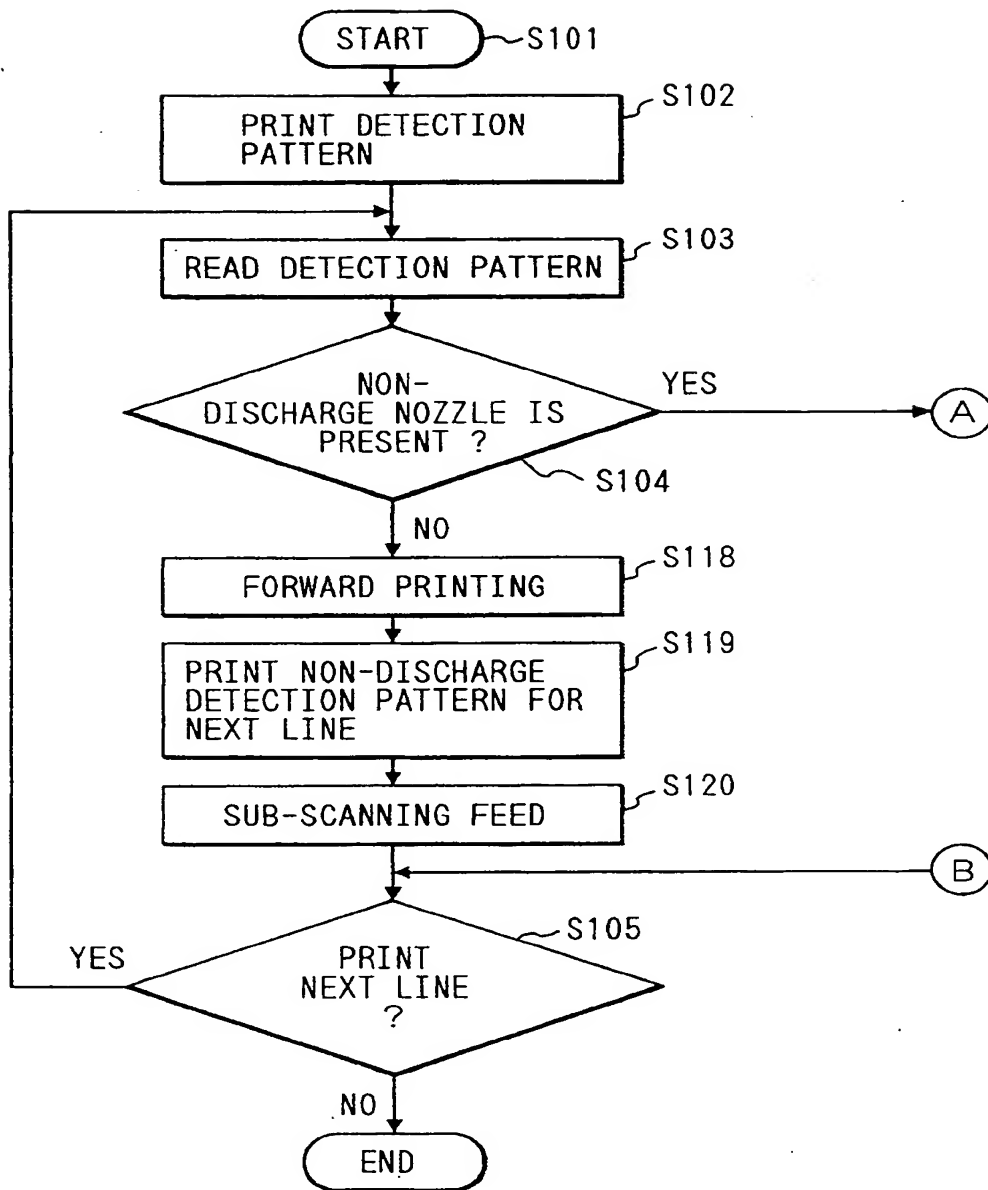 START
S101
S102
PRINT DETECTION
PATTERN
S103
READ DETECTION PATTERN
NON-
DISCHARGE NOZZLE IS
PRESENT ?
YES
A
S104
NO
S118
FORWARD PRINTING
S119
PRINT NON-DISCHARGE
DETECTION PATTERN FOR
NEXT LINE
S120
SUB-SCANNING FEED
B
S105
YES
PRINT
NEXT LINE
?
NO
END